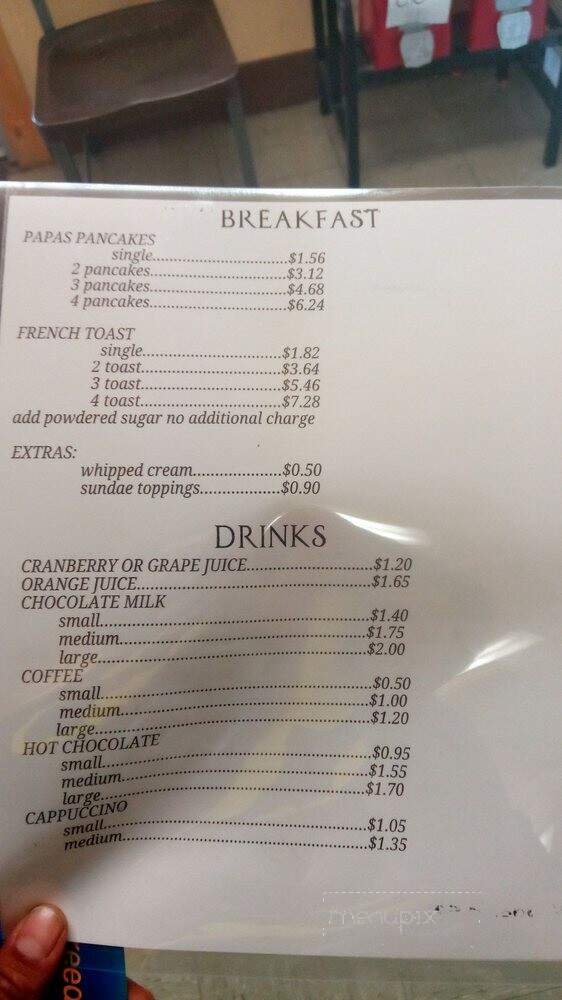 BREAKFAST
PAPAS PANCAKES
single..............................$1.56
2 pancakes..............................$3.12
3 pancakes..............................$4.68
4 pancakes..............................$6.24
FRENCH TOAST
single..............................$1.82
2 toast..............................$3.64
3 toast..............................$5.46
4 toast..............................$7.28
add powdered sugar no additional charge
EXTRAS:
whipped cream...................$0.50
sundae toppings.................$0.90
DRINKS
CRANBERRY OR GRAPE JUICE..........................$1.20
ORANGE JUICE..................................................$1.65
CHOCOLATE MILK
small..........................................................$1.40
medium......................................................$1.75
large...........................................................$2.00
COFFEE
small..........................................................$0.50
medium......................................................$1.00
large...........................................................$1.20
HOT CHOCOLATE
small..........................................................$0.95
medium......................................................$1.55
large...........................................................$1.70
CAPPUCCINO
small..........................................................$1.05
medium......................................................$1.35
menupix